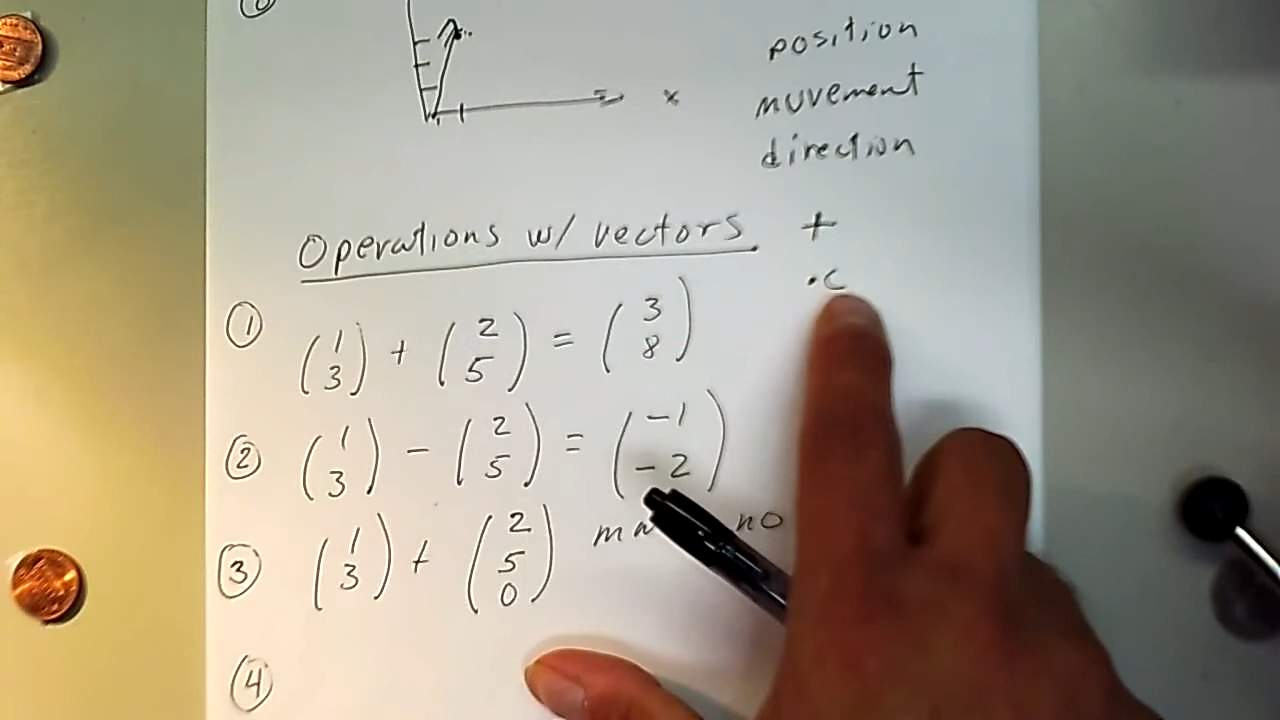 x
position
muvement
direction
Operations w/ vectors. +
·c
① (1 3) + (2 5) = (3 8)
② (1 3) - (2 5) = (-1 -2)
③ (1 3) + (2 5 0) no
④